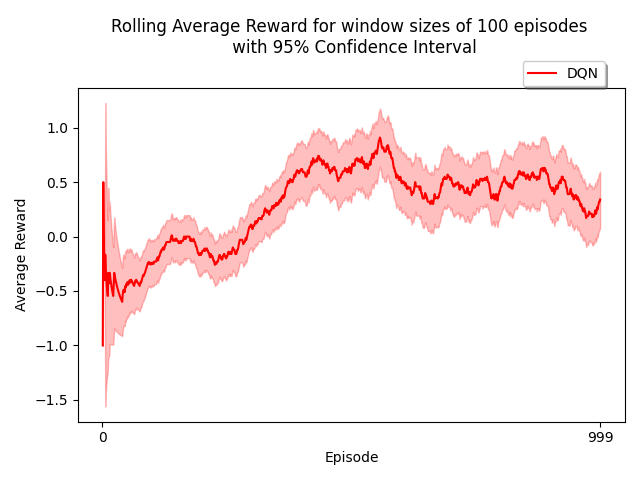 Rolling Average Reward for window sizes of 100 episodes
with 95% Confidence Interval
DQN
1.0
0.5
0.0
−0.5
−1.0
−1.5
Average Reward
0
999
Episode